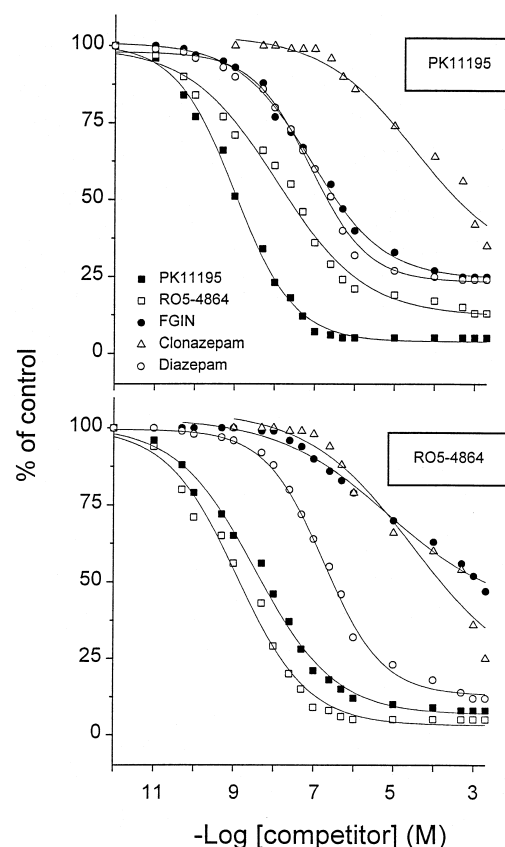 100
75
50
25
0
PK11195
PK11195
RO5-4864
FGIN
Clonazepam
Diazepam
% of control
100
75
50
25
0
RO5-4864
11 9 7 5 3
-Log [competitor] (M)